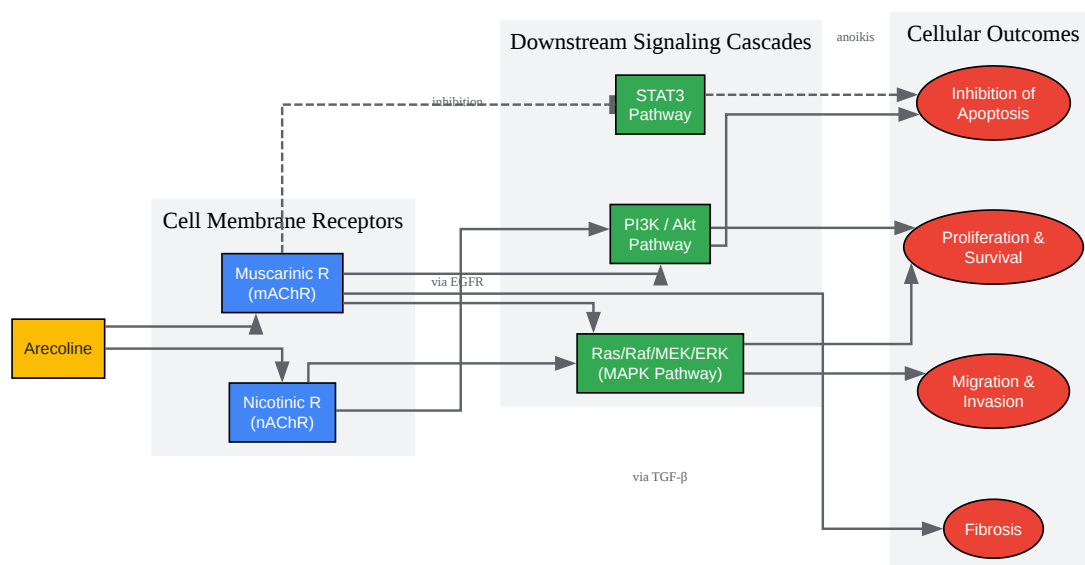 Downstream Signaling Cascades
anoikis
Cellular Outcomes
inhibition
STAT3
Pathway
Inhibition of
Apoptosis
Cell Membrane Receptors
PI3K / Akt
Pathway
Proliferation &
Survival
Muscarinic R
(mAChR)
via EGFR
Arecoline
Ras/Raf/MEK/ERK
(MAPK Pathway)
Nicotinic R
(nAChR)
Migration &
Invasion
via TGF-β
Fibrosis